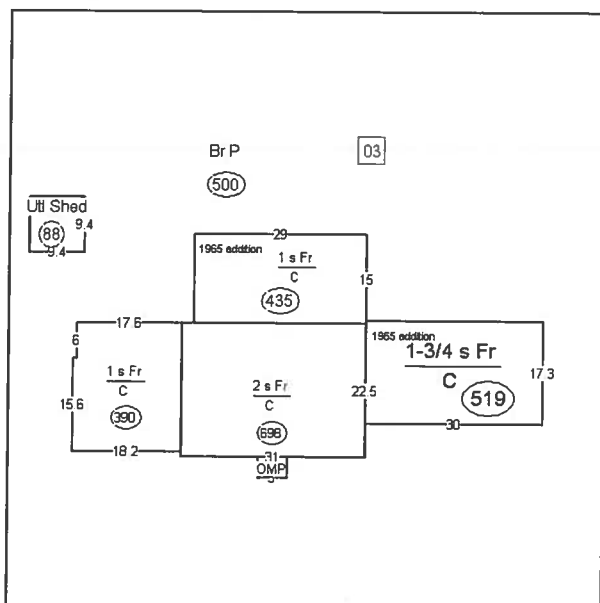 Br P
03
500
Utl Shed
88
9.4
9.4
29
1965 addition
1 s Fr
C
15
435
17.6
6
1 s Fr
C
15.6
390
18.2
2 s Fr
C
22.5
698
31
OMP
1965 addition
1-3/4 s Fr
C
17.3
519
30